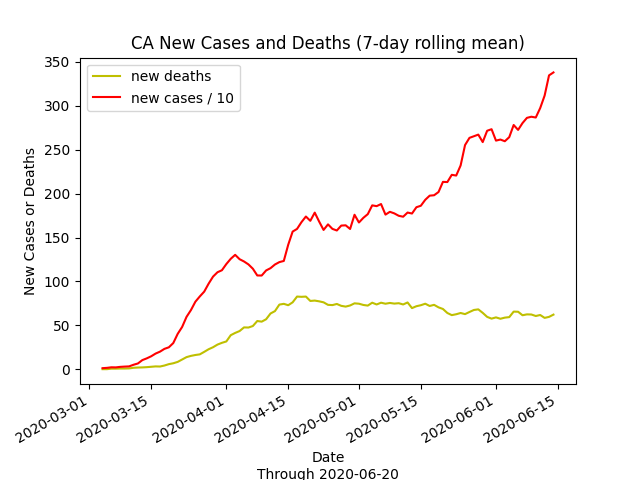 CA New Cases and Deaths (7-day rolling mean)
new deaths
new cases / 10
New Cases or Deaths
350
300
250
200
150
100
50
0
2020-03-01
2020-03-15
2020-04-01
2020-04-15
2020-05-01
2020-05-15
2020-06-01
2020-06-15
Date
Through 2020-06-20